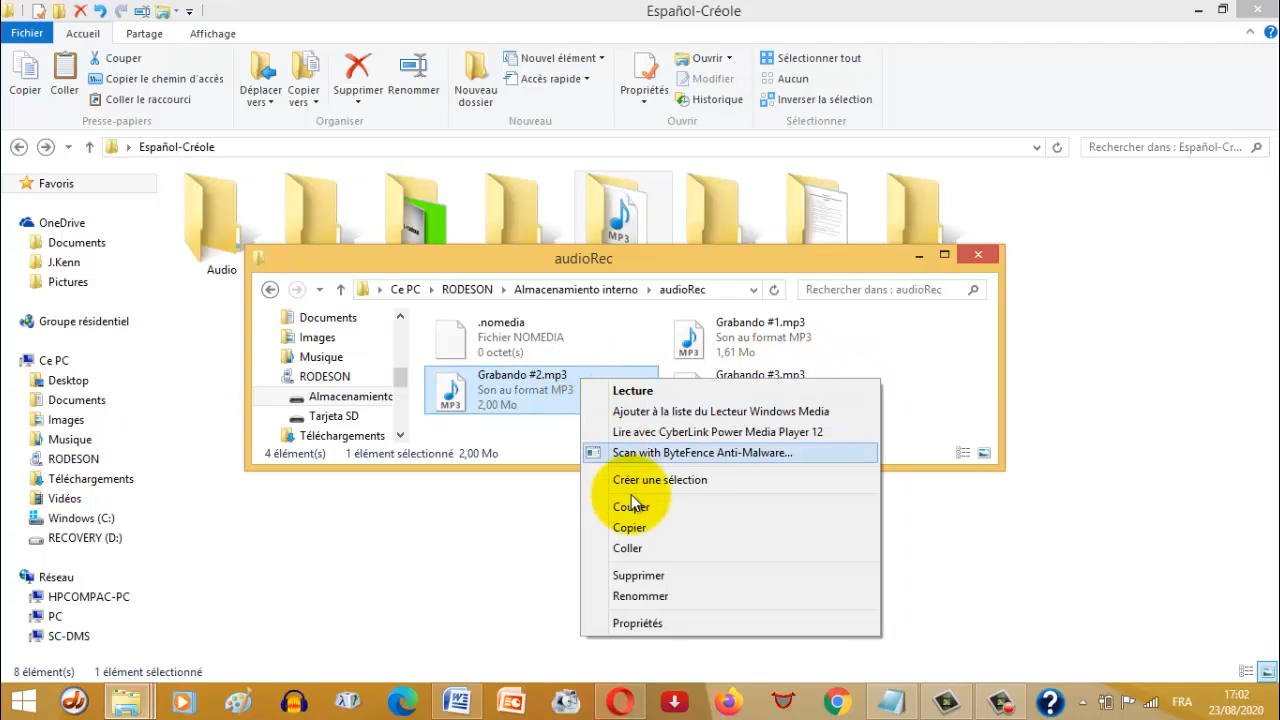 Español-Créole
Fichier Accueil Partage Affichage
Copier
Coller
Couper
Copier le chemin d'accès
Coller le raccourci
Presse-papiers
Déplacer vers
Copier vers
Supprimer
Renommer
Organiser
Nouveau dossier
Nouvel élément
Accès rapide
Nouveau
Propriétés
Ouvrir
Modifier
Historique
Ouvrir
Sélectionner tout
Aucun
Inverser la sélection
Sélectionner
Español-Créole
Rechercher dans : Español-Cr...
Favoris
OneDrive
Documents
J.Kenn
Pictures
Groupe résidentiel
Ce PC
Desktop
Documents
Images
Musique
RODESON
Téléchargements
Vidéos
Windows (C:)
RECOVERY (D:)
Réseau
HPCOMPAC-PC
PC
SC-DMS
Audio
MP3
audioRec
Ce PC RODESON Almacenamiento interno audioRec
Rechercher dans : audioRec
Documents
Images
Musique
RODESON
Almacenamiento
Tarjeta SD
Téléchargements
.nomedia
Fichier NOMEDIA
0 octet(s)
MP3
Grabando #1.mp3
Son au format MP3
1,61 Mo
MP3
Grabando #2.mp3
Son au format MP3
2,00 Mo
Grabando #3.mp3
4 élément(s) 1 élément sélectionné 2,00 Mo
Lecture
Ajouter à la liste du Lecteur Windows Media
Lire avec CyberLink Power Media Player 12
Scan with ByteFence Anti-Malware...
Créer une sélection
Couper
Copier
Coller
Supprimer
Renommer
Propriétés
8 élément(s) 1 élément sélectionné
FRA
17:02
23/08/2020